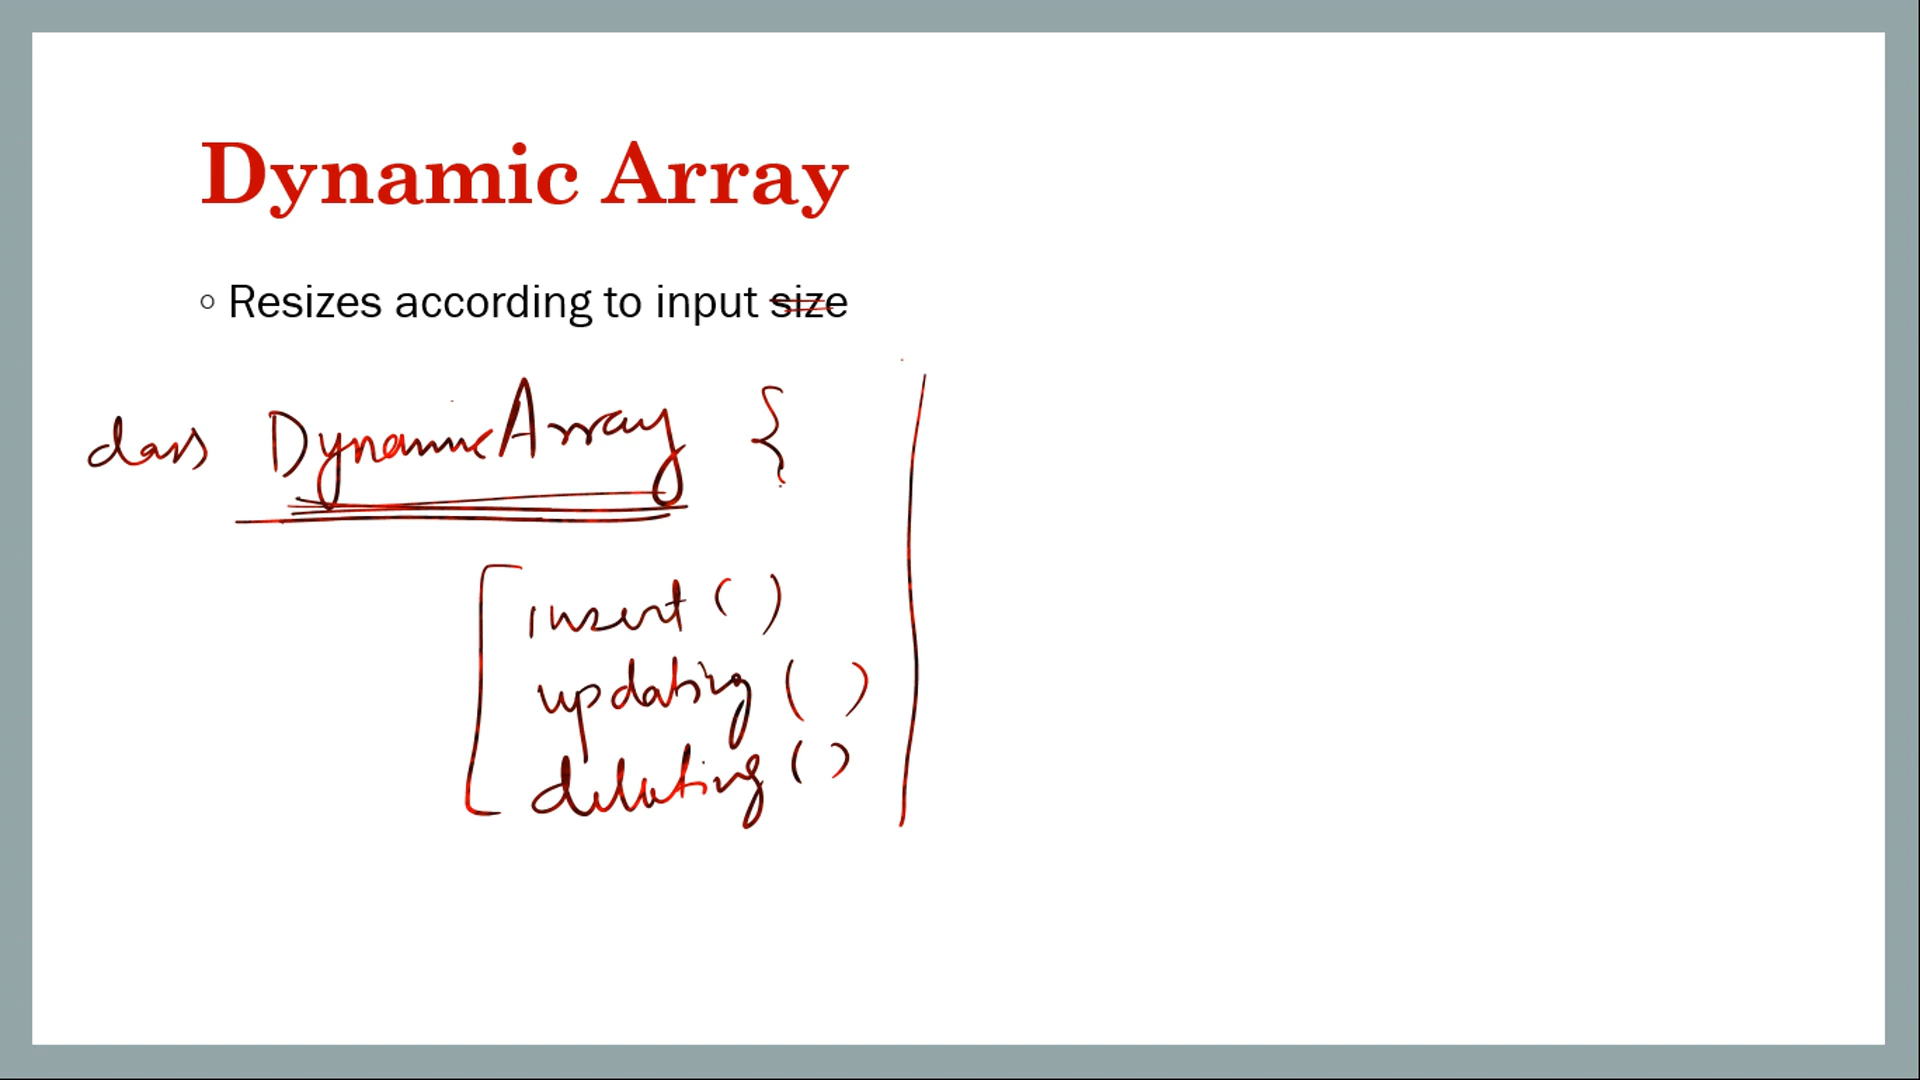 Dynamic Array
Resizes according to input size
class DynamicArray {
insert ( )
updating ( )
deleting ( )